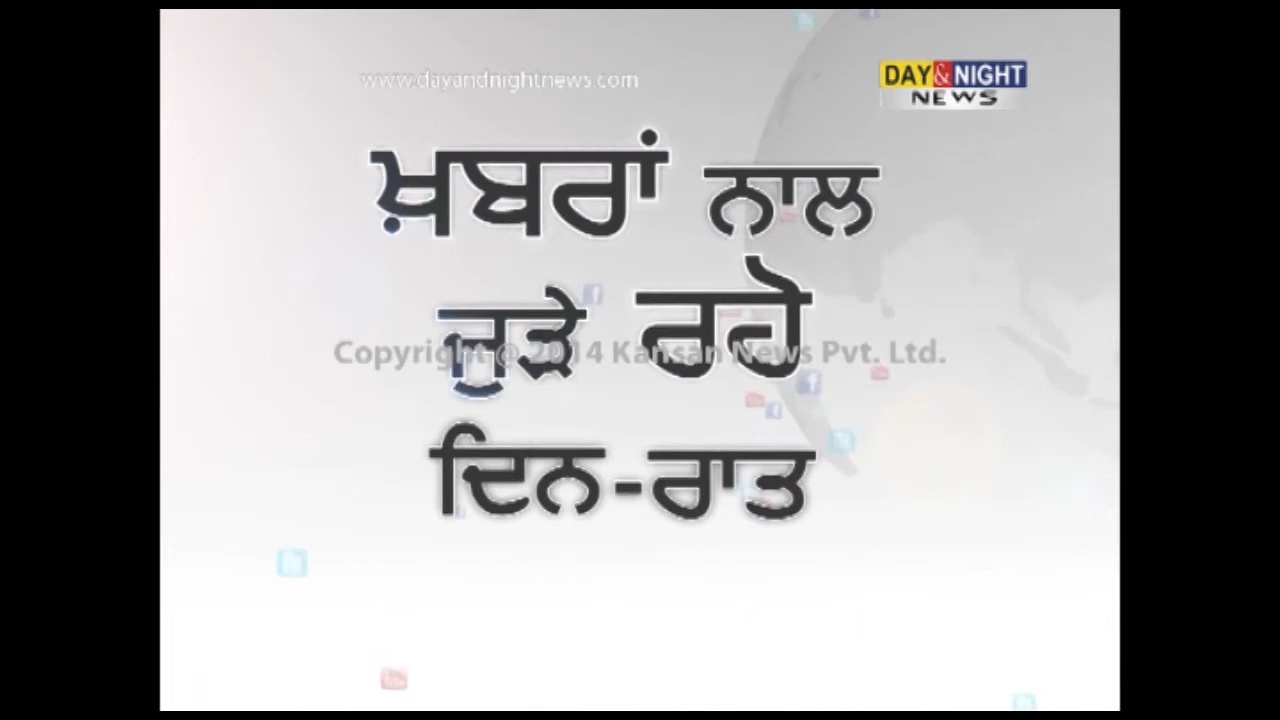 www.dayandnightnews.com
DAY&NIGHT
NEWS
ਖ਼ਬਰਾਂ ਨਾਲ
ਜੁੜੇ ਰਹੋ
Copyright @ 2014 Kansan News Pvt. Ltd.
ਦਿਨ-ਰਾਤ